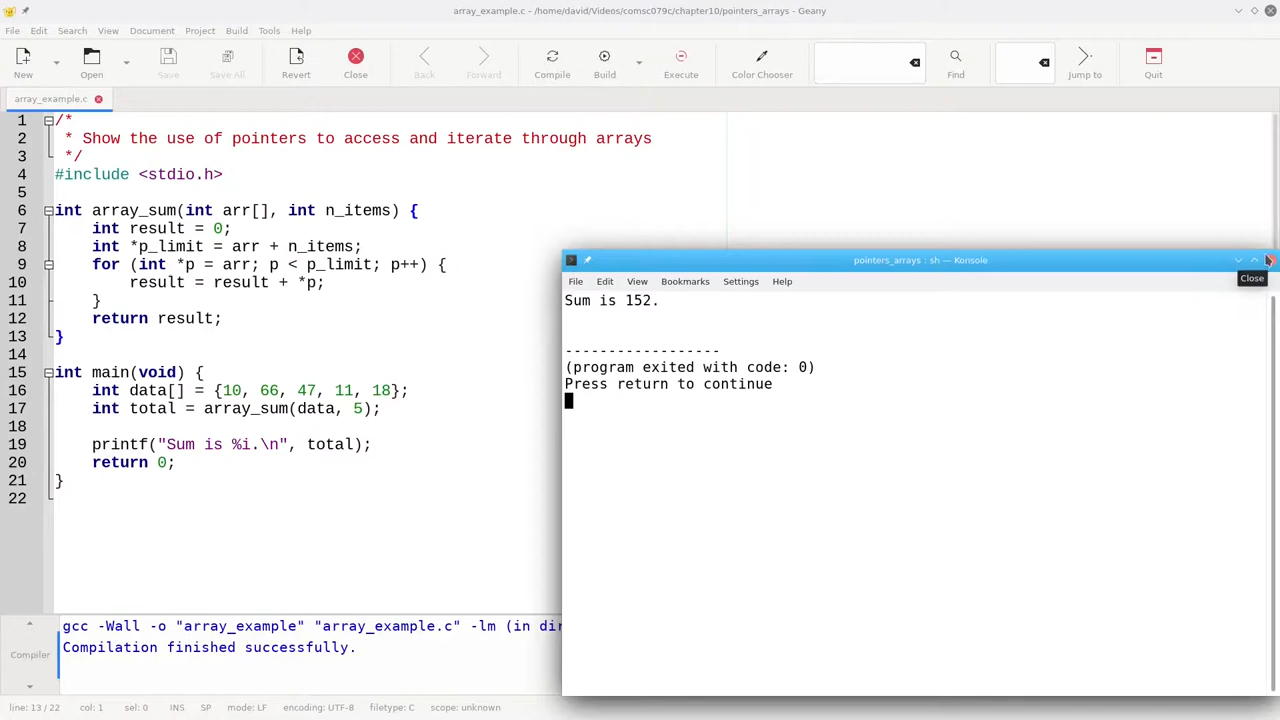 array_example.c - /home/david/Videos/comsc079c/chapter10/pointers_arrays - Geany
File Edit Search View Document Project Build Tools Help
New Open Save Save All Revert Close Back Forward Compile Build Execute Color Chooser Find Jump to Quit
array_example.c
1 /*
2 * Show the use of pointers to access and iterate through arrays
3 */
4 #include <stdio.h>
5
6 int array_sum(int arr[], int n_items) {
7 int result = 0;
8 int *p_limit = arr + n_items;
9 for (int *p = arr; p < p_limit; p++) {
10 result = result + *p;
11 }
12 return result;
13 }
14
15 int main(void) {
16 int data[] = {10, 66, 47, 11, 18};
17 int total = array_sum(data, 5);
18
19 printf("Sum is %i.\n", total);
20 return 0;
21 }
22
pointers_arrays : sh — Konsole
Close
File Edit View Bookmarks Settings Help
Sum is 152.
------------------
(program exited with code: 0)
Press return to continue
Compiler
gcc -Wall -o "array_example" "array_example.c" -lm (in dir
Compilation finished successfully.
line: 13 / 22 col: 1 sel: 0 INS SP mode: LF encoding: UTF-8 filetype: C scope: unknown